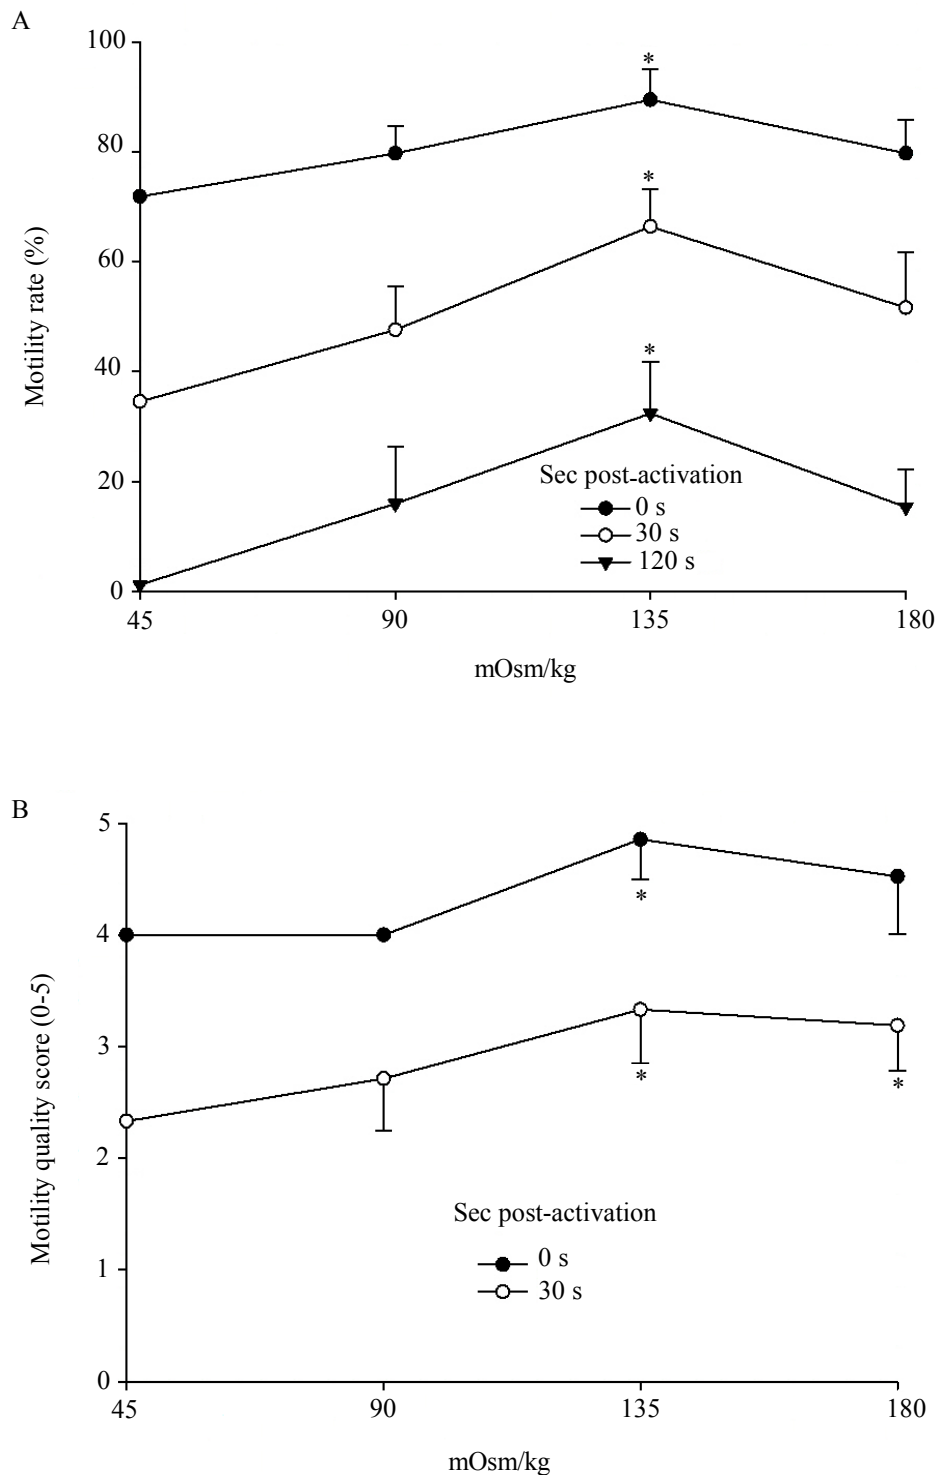 A
100
*
80
*
60
Motility rate (%)
40
*
20
Sec post-activation
0 s
30 s
120 s
0
45 90 135 180
mOsm/kg
B
5
*
4
Motility quality score (0-5)
3
* *
2
Sec post-activation
0 s
30 s
1
0
45 90 135 180
mOsm/kg